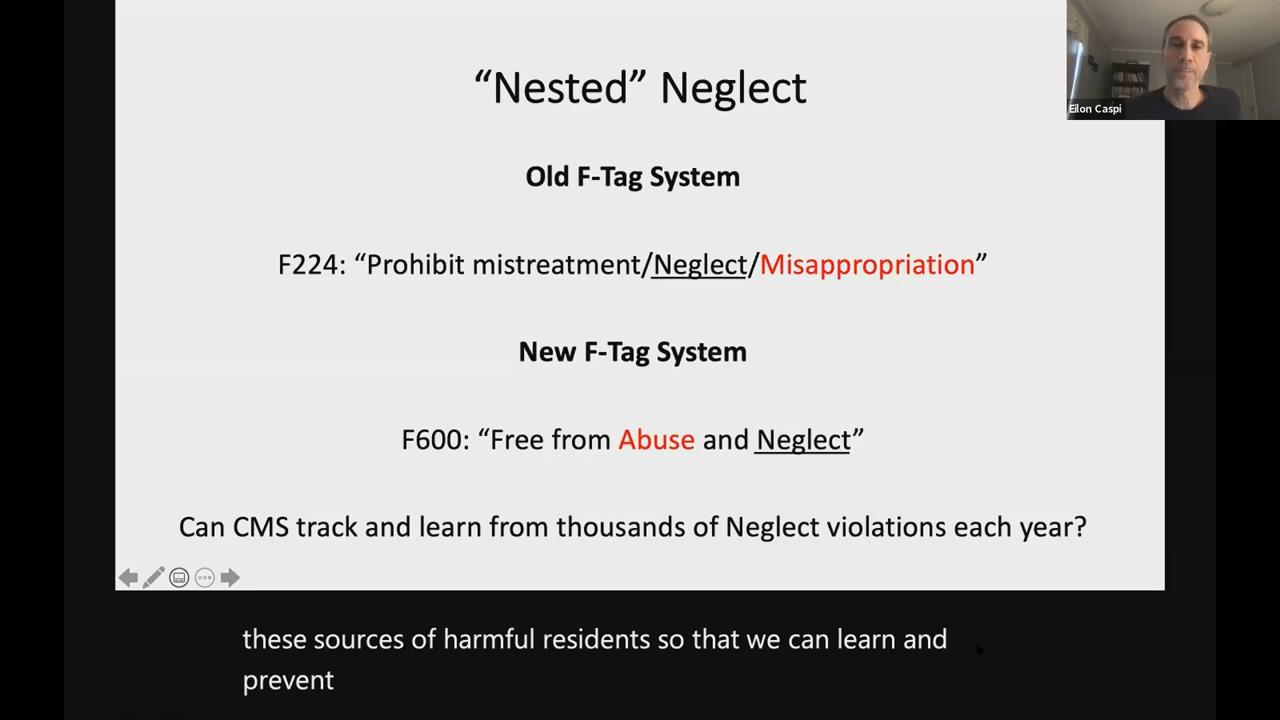 “Nested” Neglect
Eilon Caspi
Old F-Tag System
F224: “Prohibit mistreatment/Neglect/Misappropriation”
New F-Tag System
F600: “Free from Abuse and Neglect”
Can CMS track and learn from thousands of Neglect violations each year?
these sources of harmful residents so that we can learn and
prevent